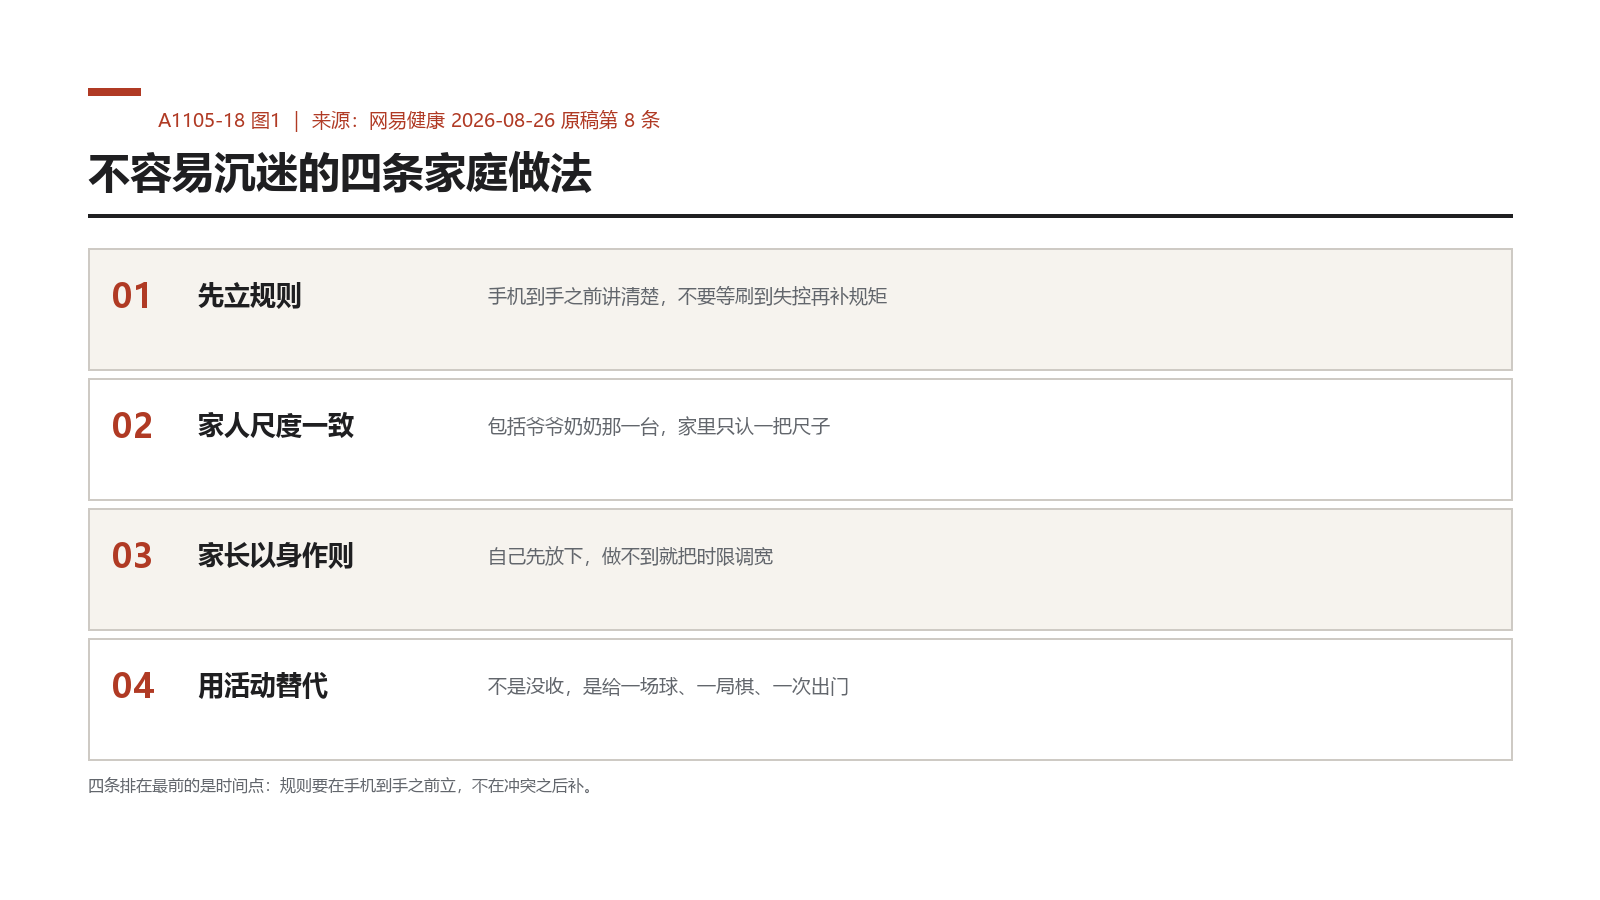 A1105-18 图1 | 来源：网易健康 2026-08-26 原稿第 8 条
不容易沉迷的四条家庭做法
01 先立规则 手机到手之前讲清楚，不要等刷到失控再补规矩
02 家人尺度一致 包括爷爷奶奶那一台，家里只认一把尺子
03 家长以身作则 自己先放下，做不到就把时限调宽
04 用活动替代 不是没收，是给一场球、一局棋、一次出门
四条排在最前的是时间点：规则要在手机到手之前立，不在冲突之后补。